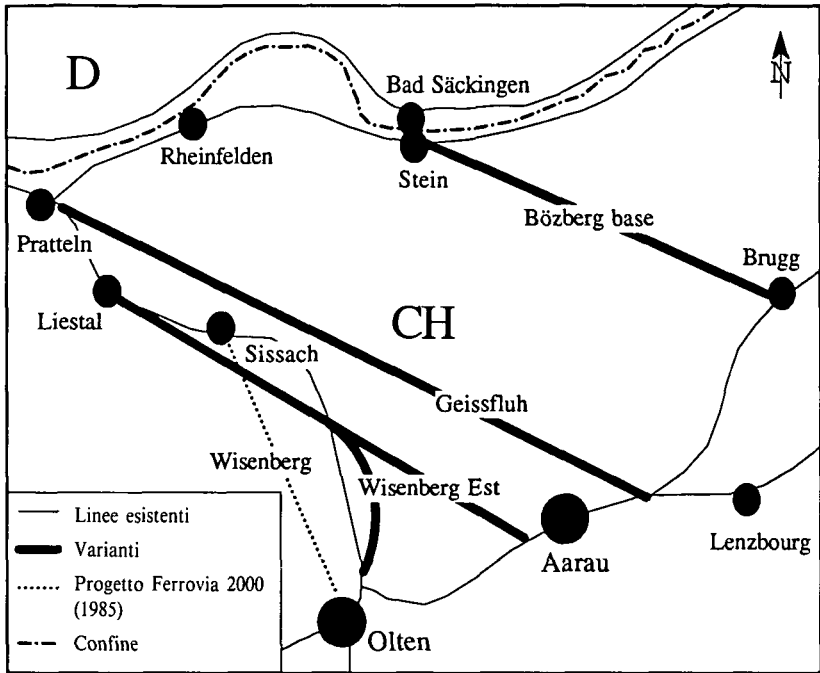 D
N
Bad Säckingen
Rheinfelden
Stein
Bözberg base
Pratteln
Brugg
Liestal
CH
Sissach
Geissfluh
Wisenberg
Wisenberg Est
Linee esistenti
Varianti
Aarau
Lenzbourg
Progetto Ferrovia 2000
(1985)
Confine
Olten